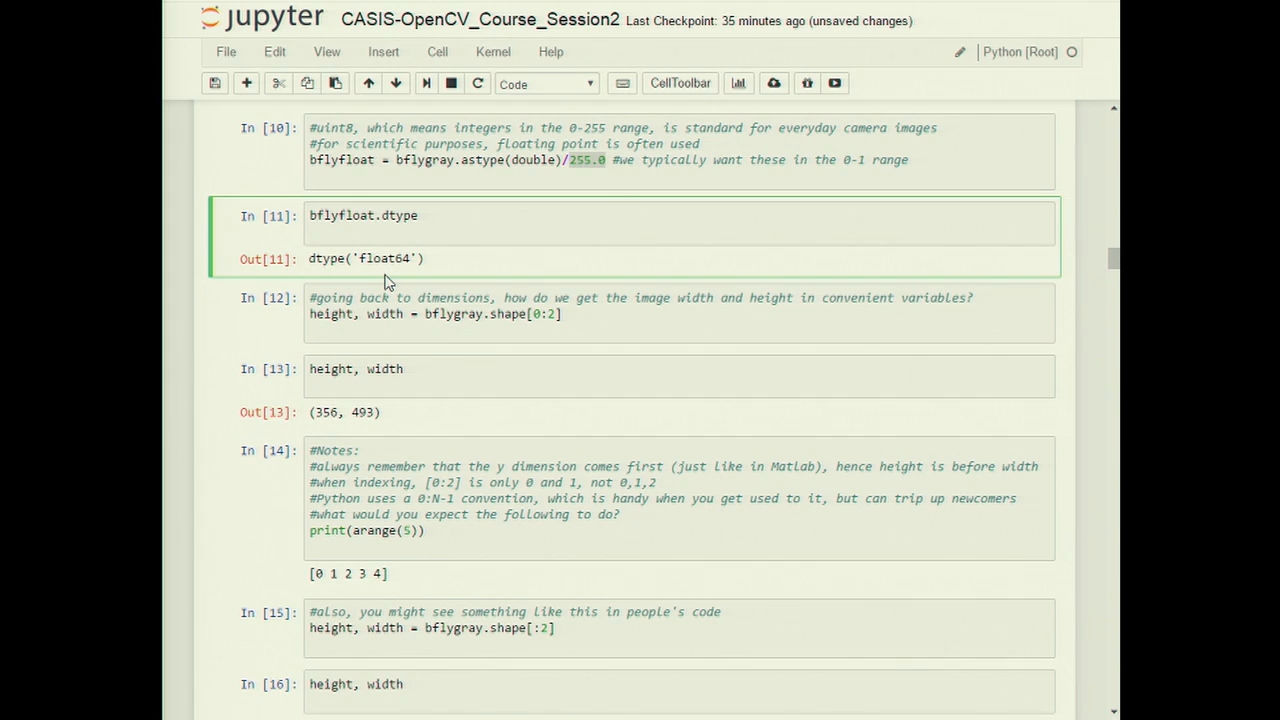 jupyter CASIS-OpenCV_Course_Session2 Last Checkpoint: 35 minutes ago (unsaved changes)
File Edit View Insert Cell Kernel Help Python [Root]
Code CellToolbar
In [10]: #uint8, which means integers in the 0-255 range, is standard for everyday camera images
#for scientific purposes, floating point is often used
bflyfloat = bflygray.astype(double)/255.0 #we typically want these in the 0-1 range
In [11]: bflyfloat.dtype
Out[11]: dtype('float64')
In [12]: #going back to dimensions, how do we get the image width and height in convenient variables?
height, width = bflygray.shape[0:2]
In [13]: height, width
Out[13]: (356, 493)
In [14]: #Notes:
#always remember that the y dimension comes first (just like in Matlab), hence height is before width
#when indexing, [0:2] is only 0 and 1, not 0,1,2
#Python uses a 0:N-1 convention, which is handy when you get used to it, but can trip up newcomers
#what would you expect the following to do?
print(arange(5))
[0 1 2 3 4]
In [15]: #also, you might see something like this in people's code
height, width = bflygray.shape[:2]
In [16]: height, width